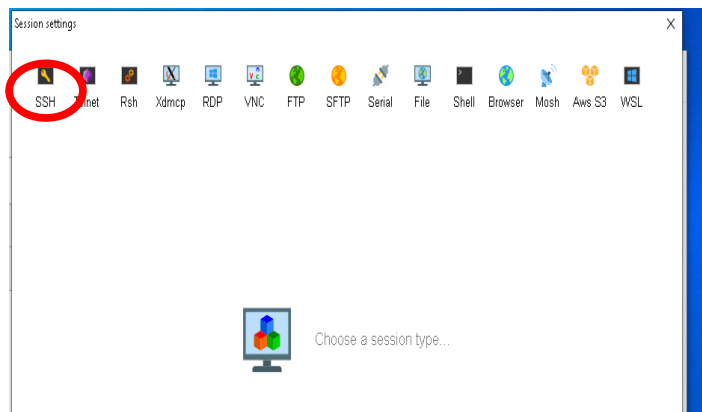 Session settings X
SSH Telnet Rsh Xdmcp RDP VNC FTP SFTP Serial File Shell Browser Mosh Aws S3 WSL
Choose a session type...